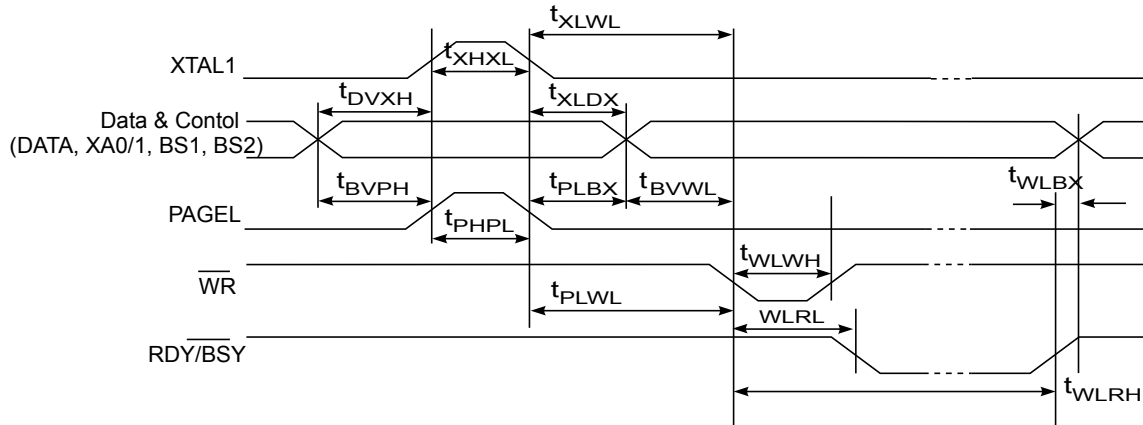 tXLWL
XTAL1
tXHXL
tDVXH
tXLDX
Data & Contol
(DATA, XA0/1, BS1, BS2)
tBVPH
tPLBX
tBVWL
tWLBX
PAGEL
tPHPL
WR
tWLWH
tPLWL
WLRL
RDY/BSY
tWLRH